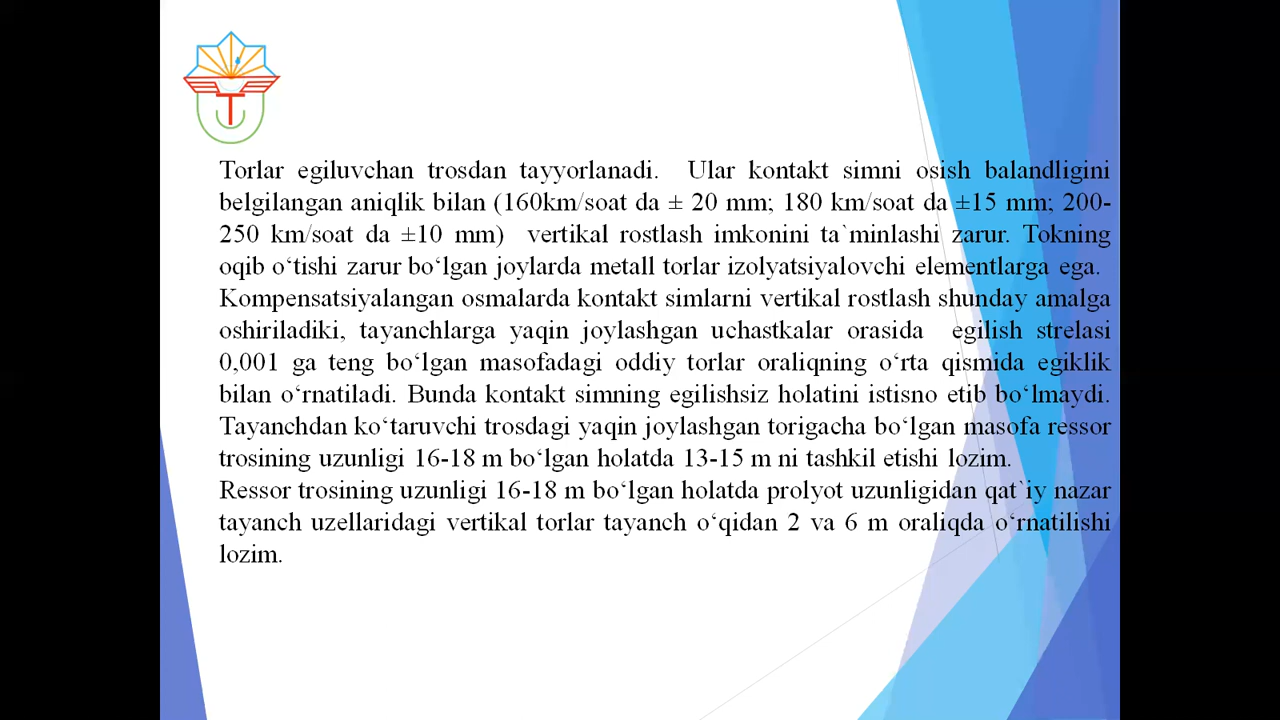 Torlar egiluvchan trosdan tayyorlanadi. Ular kontakt simni osish balandligini
belgilangan aniqlik bilan (160km/soat da ± 20 mm; 180 km/soat da ±15 mm; 200-
250 km/soat da ±10 mm) vertikal rostlash imkonini ta`minlashi zarur. Tokning
oqib o‘tishi zarur bo‘lgan joylarda metall torlar izolyatsiyalovchi elementlarga ega.
Kompensatsiyalangan osmalarda kontakt simlarni vertikal rostlash shunday amalga
oshiriladiki, tayanchlarga yaqin joylashgan uchastkalar orasida egilish strelasi
0,001 ga teng bo‘lgan masofadagi oddiy torlar oraliqning o‘rta qismida egiklik
bilan o‘rnatiladi. Bunda kontakt simning egilishsiz holatini istisno etib bo‘lmaydi.
Tayanchdan ko‘taruvchi trosdagi yaqin joylashgan torigacha bo‘lgan masofa ressor
trosining uzunligi 16-18 m bo‘lgan holatda 13-15 m ni tashkil etishi lozim.
Ressor trosining uzunligi 16-18 m bo‘lgan holatda prolyot uzunligidan qat`iy nazar
tayanch uzellaridagi vertikal torlar tayanch o‘qidan 2 va 6 m oraliqda o‘rnatilishi
lozim.